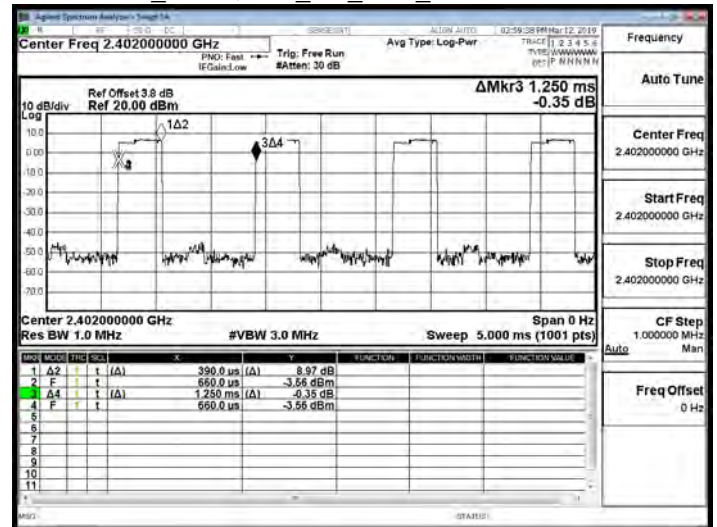 Agilent Spectrum Analyzer - Swept SA
RF 50 Ω DC SENSE:INT ALIGN AUTO 02:59:38 PM Mar 12, 2019
Center Freq 2.402000000 GHz
PNO: Fast
IFGain:Low
Trig: Free Run
#Atten: 30 dB
Avg Type: Log-Pwr
TRACE 1 2 3 4 5 6
TYPE
DET P N N N N N
Ref Offset 3.8 dB
Ref 20.00 dBm
10 dB/div
Log
ΔMkr3 1.250 ms
-0.35 dB
1Δ2
3Δ4
10.0
0.00
-20.0
-30.0
-40.0
-50.0
-60.0
-70.0
Center 2.402000000 GHz
Span 0 Hz
Res BW 1.0 MHz
#VBW 3.0 MHz
Sweep 5.000 ms (1001 pts)
MKR MODE TRC SCL X Y FUNCTION FUNCTION WIDTH FUNCTION VALUE
1 Δ2 1 t (Δ) 390.0 us (Δ) 8.97 dB
2 F 1 t 660.0 us -3.56 dBm
3 Δ4 1 t (Δ) 1.250 ms (Δ) -0.35 dB
4 F 1 t 660.0 us -3.56 dBm
5
6
7
8
9
10
11
MSG
STATUS
Frequency
Auto Tune
Center Freq
2.402000000 GHz
Start Freq
2.402000000 GHz
Stop Freq
2.402000000 GHz
CF Step
1.000000 MHz
Auto Man
Freq Offset
0 Hz